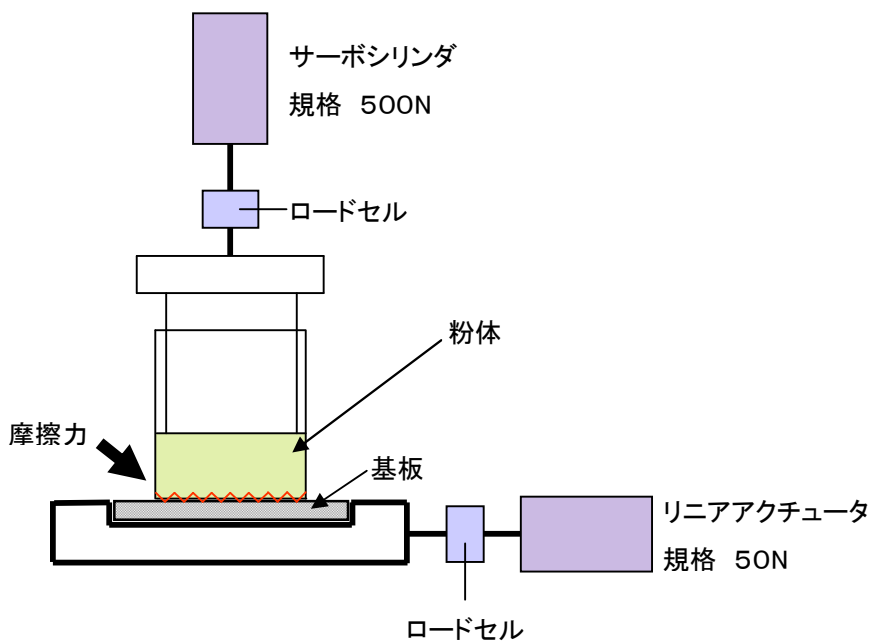 サーボシリンダ
規格 500N
ロードセル
粉体
摩擦力
基板
リニアアクチュータ
規格 50N
ロードセル